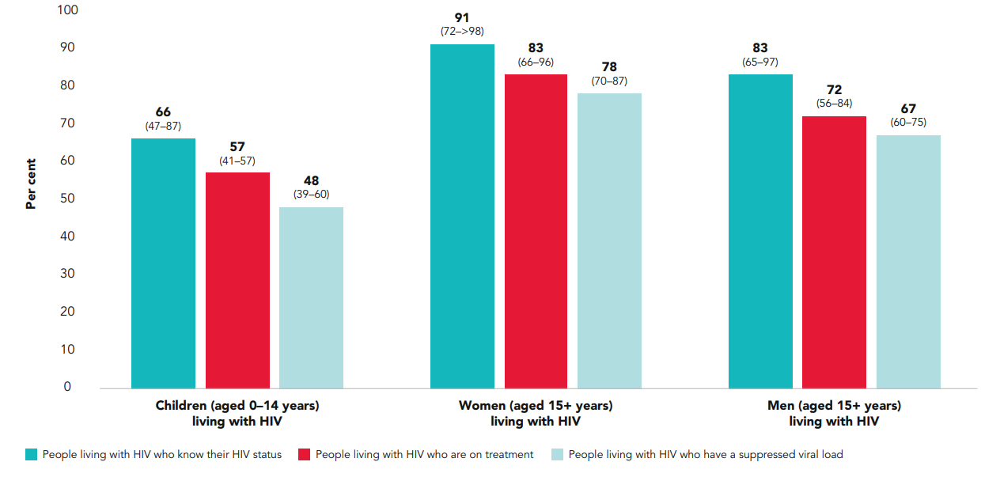 100
90
80
70
60
50
40
30
20
10
0
Per cent
66
(47–87)
57
(41–57)
48
(39–60)
91
(72–>98)
83
(66–96)
78
(70–87)
83
(65–97)
72
(56–84)
67
(60–75)
Children (aged 0–14 years)
living with HIV
Women (aged 15+ years)
living with HIV
Men (aged 15+ years)
living with HIV
People living with HIV who know their HIV status
People living with HIV who are on treatment
People living with HIV who have a suppressed viral load